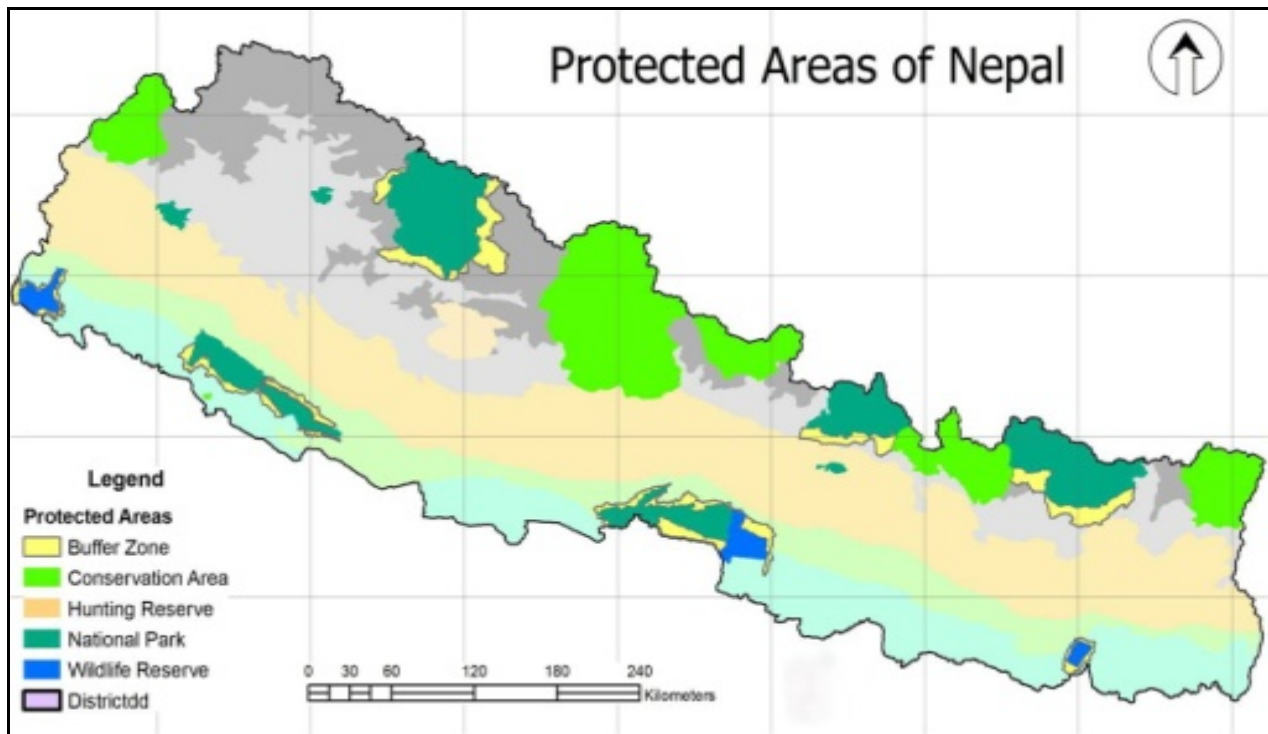 Protected Areas of Nepal
Legend
Protected Areas
Buffer Zone
Conservation Area
Hunting Reserve
National Park
Wildlife Reserve
Districtdd
0 30 60 120 180 240
Kilometers